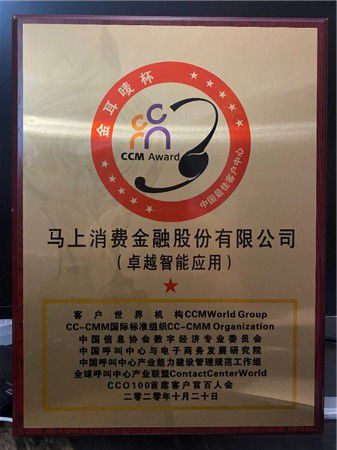 金耳唛杯
CCM Award
中国最佳客户中心
马上消费金融股份有限公司
(卓越智能应用)
客户世界机构CCMWorld Group
CC-CMM国际标准组织CC-CMM Organization
中国信息协会数字经济专业委员会
中国呼叫中心与电子商务发展研究院
中国呼叫中心产业能力建设管理规范工作组
全球呼叫中心产业联盟ContactCenterWorld
CCO100首席客户官百人会
二零二零年十月二十日